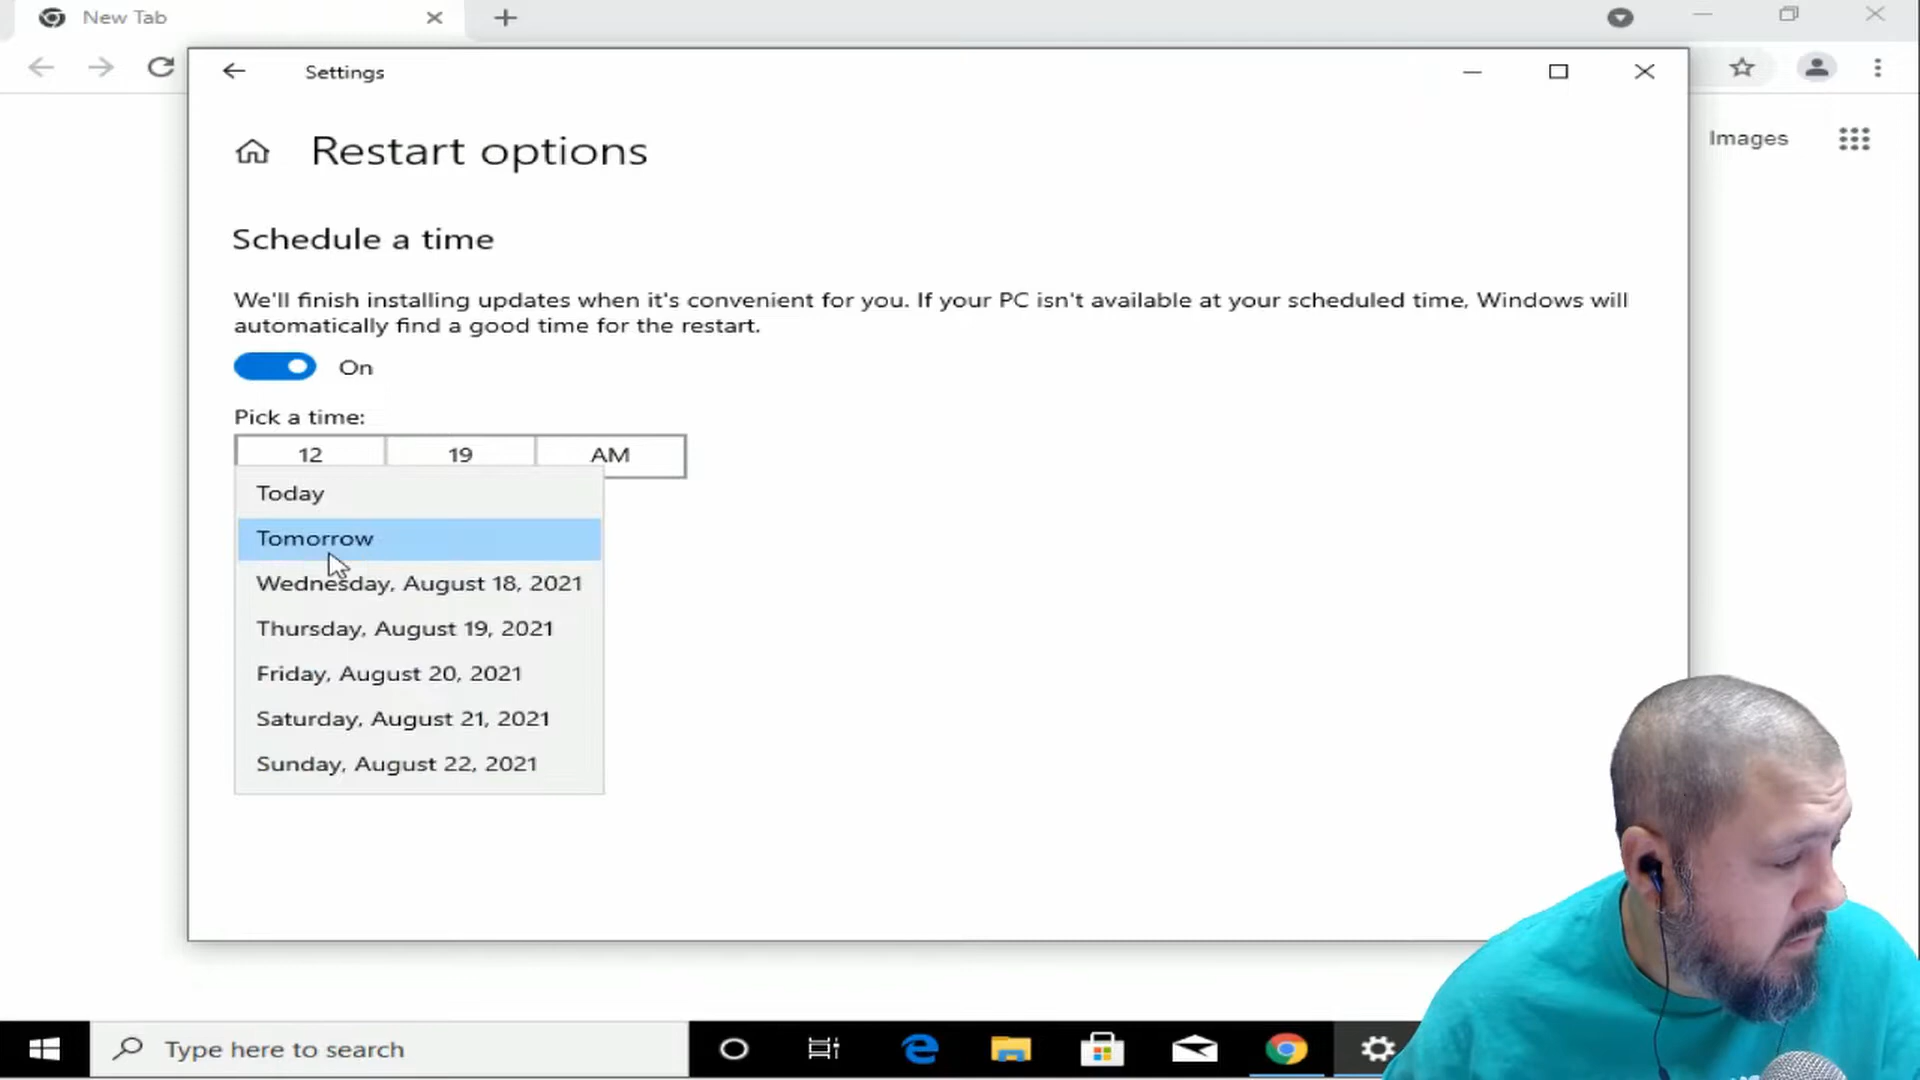 New Tab
Settings
Images
Restart options
Schedule a time
We'll finish installing updates when it's convenient for you. If your PC isn't available at your scheduled time, Windows will
automatically find a good time for the restart.
On
Pick a time:
12 19 AM
Today
Tomorrow
Wednesday, August 18, 2021
Thursday, August 19, 2021
Friday, August 20, 2021
Saturday, August 21, 2021
Sunday, August 22, 2021
Type here to search